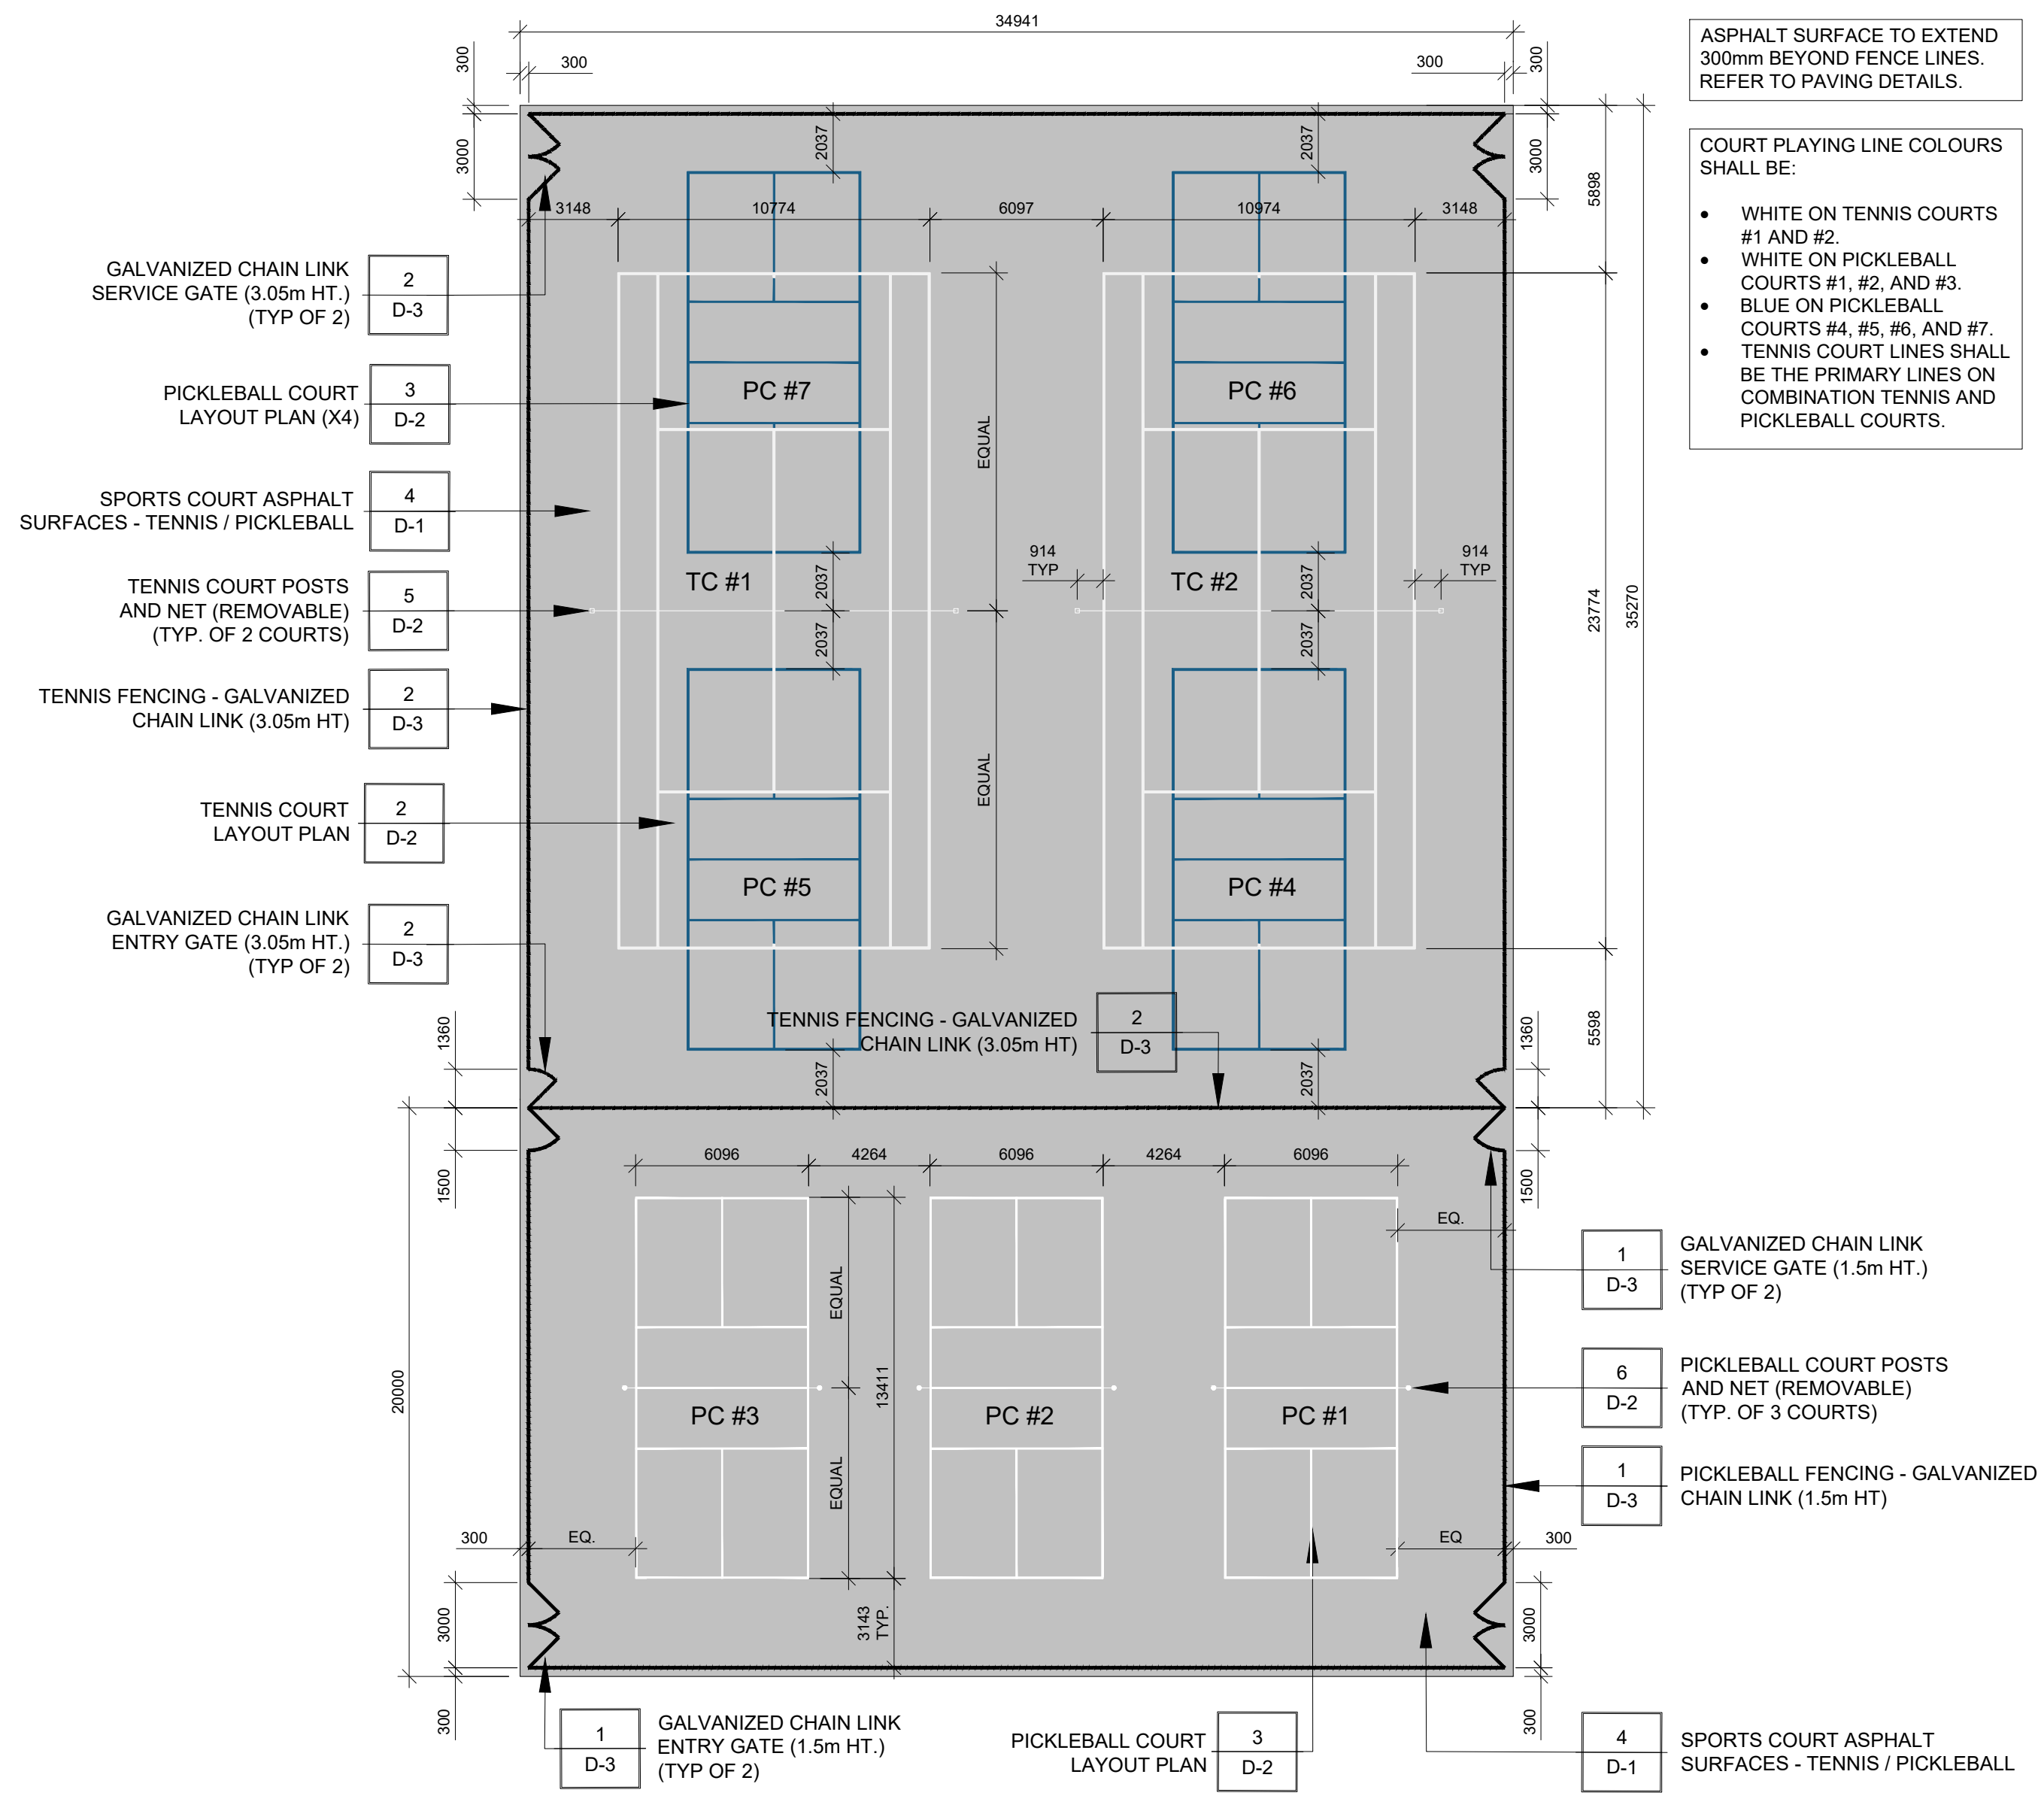 34941
300
300
300
300
ASPHALT SURFACE TO EXTEND
300mm BEYOND FENCE LINES.
REFER TO PAVING DETAILS.
COURT PLAYING LINE COLOURS
SHALL BE:
• WHITE ON TENNIS COURTS
#1 AND #2.
• WHITE ON PICKLEBALL
COURTS #1, #2, AND #3.
• BLUE ON PICKLEBALL
COURTS #4, #5, #6, AND #7.
• TENNIS COURT LINES SHALL
BE THE PRIMARY LINES ON
COMBINATION TENNIS AND
PICKLEBALL COURTS.
3000
2037
2037
3000
5898
3148
10774
6097
10974
3148
GALVANIZED CHAIN LINK
SERVICE GATE (3.05m HT.)
(TYP OF 2)
2
D-3
PICKLEBALL COURT
LAYOUT PLAN (X4)
3
D-2
PC #7
PC #6
EQUAL
SPORTS COURT ASPHALT
SURFACES - TENNIS / PICKLEBALL
4
D-1
TENNIS COURT POSTS
AND NET (REMOVABLE)
(TYP. OF 2 COURTS)
5
D-2
TC #1
2037
2037
914
TYP
TC #2
2037
2037
914
TYP
23774
35270
TENNIS FENCING - GALVANIZED
CHAIN LINK (3.05m HT)
2
D-3
TENNIS COURT
LAYOUT PLAN
2
D-2
EQUAL
PC #5
PC #4
GALVANIZED CHAIN LINK
ENTRY GATE (3.05m HT.)
(TYP OF 2)
2
D-3
TENNIS FENCING - GALVANIZED
CHAIN LINK (3.05m HT)
2
D-3
1360
2037
2037
1360
5598
1500
6096
4264
6096
4264
6096
1500
EQ.
GALVANIZED CHAIN LINK
SERVICE GATE (1.5m HT.)
(TYP OF 2)
1
D-3
EQUAL
20000
13411
PC #3
PC #2
PC #1
6
D-2
PICKLEBALL COURT POSTS
AND NET (REMOVABLE)
(TYP. OF 3 COURTS)
EQUAL
1
D-3
PICKLEBALL FENCING - GALVANIZED
CHAIN LINK (1.5m HT)
300
EQ.
EQ
300
3000
3143
TYP.
3000
300
300
1
D-3
GALVANIZED CHAIN LINK
ENTRY GATE (1.5m HT.)
(TYP OF 2)
PICKLEBALL COURT
LAYOUT PLAN
3
D-2
4
D-1
SPORTS COURT ASPHALT
SURFACES - TENNIS / PICKLEBALL